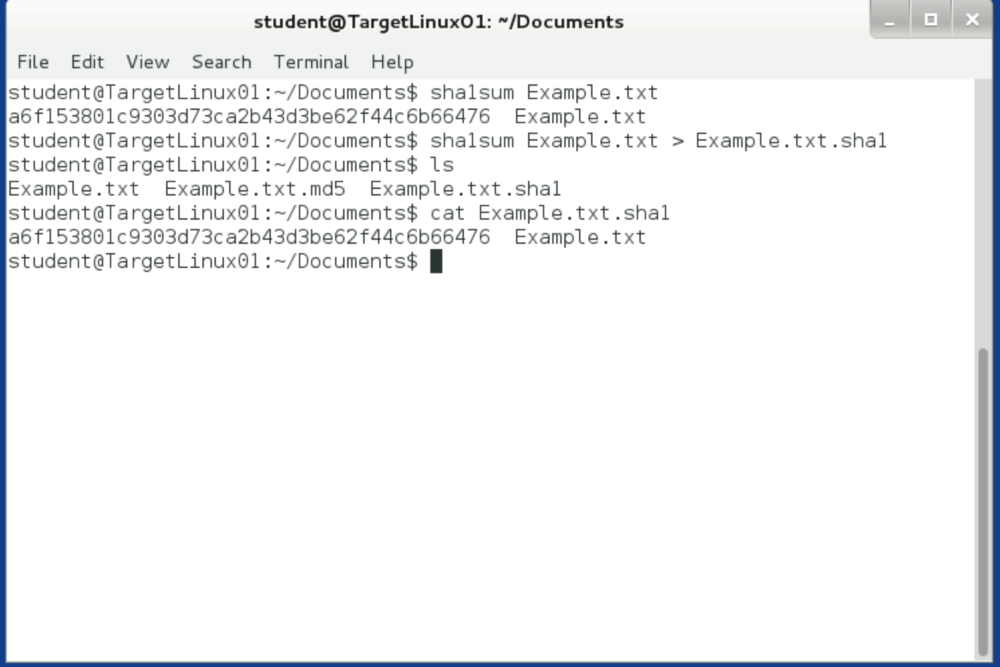 student@TargetLinux01: ~/Documents
File Edit View Search Terminal Help
student@TargetLinux01:~/Documents$ sha1sum Example.txt
a6f153801c9303d73ca2b43d3be62f44c6b66476  Example.txt
student@TargetLinux01:~/Documents$ sha1sum Example.txt > Example.txt.sha1
student@TargetLinux01:~/Documents$ ls
Example.txt  Example.txt.md5  Example.txt.sha1
student@TargetLinux01:~/Documents$ cat Example.txt.sha1
a6f153801c9303d73ca2b43d3be62f44c6b66476  Example.txt
student@TargetLinux01:~/Documents$